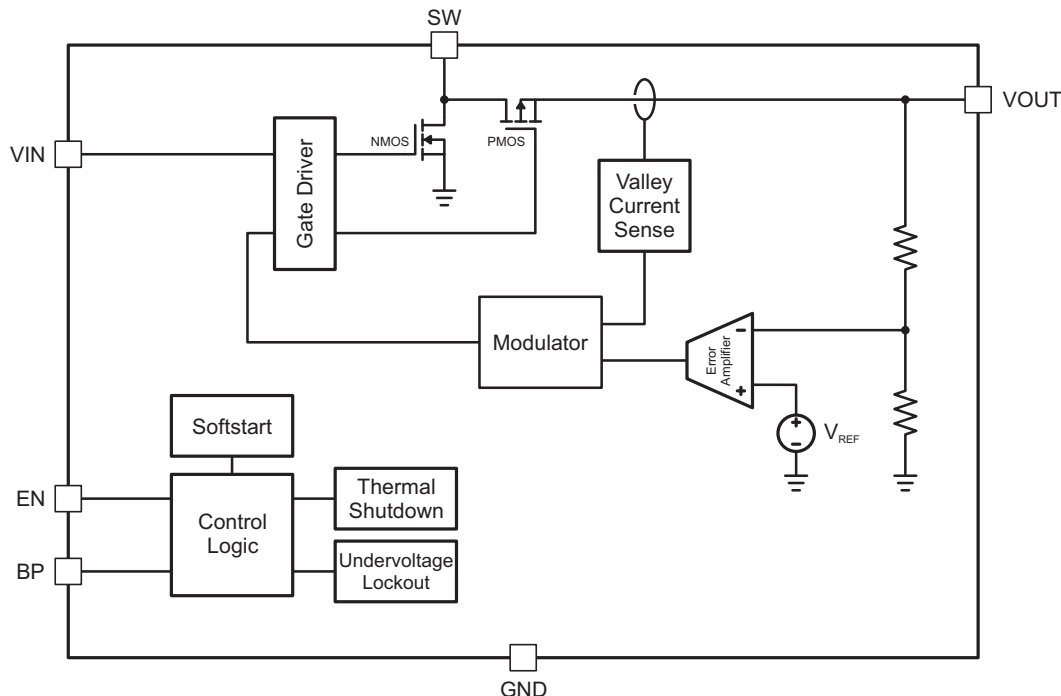 SW
VOUT
VIN
NMOS
PMOS
Gate Driver
Valley
Current
Sense
Modulator
Error
Amplifier
-
+
+
-
VREF
Softstart
EN
BP
Control
Logic
Thermal
Shutdown
Undervoltage
Lockout
GND